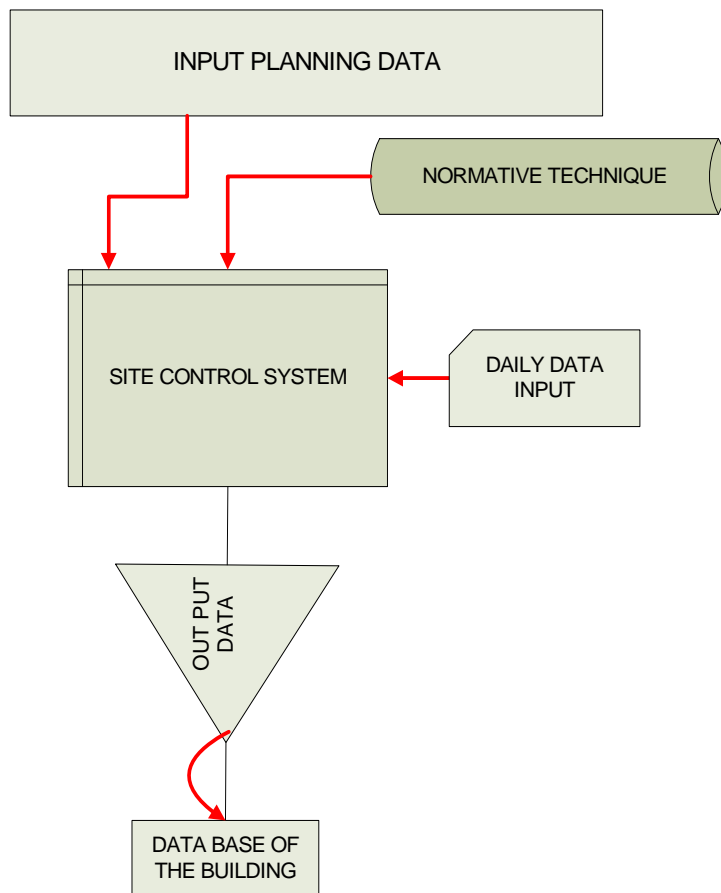 INPUT PLANNING DATA
NORMATIVE TECHNIQUE
SITE CONTROL SYSTEM
DAILY DATA
INPUT
OUT PUT
DATA
DATA BASE OF
THE BUILDING